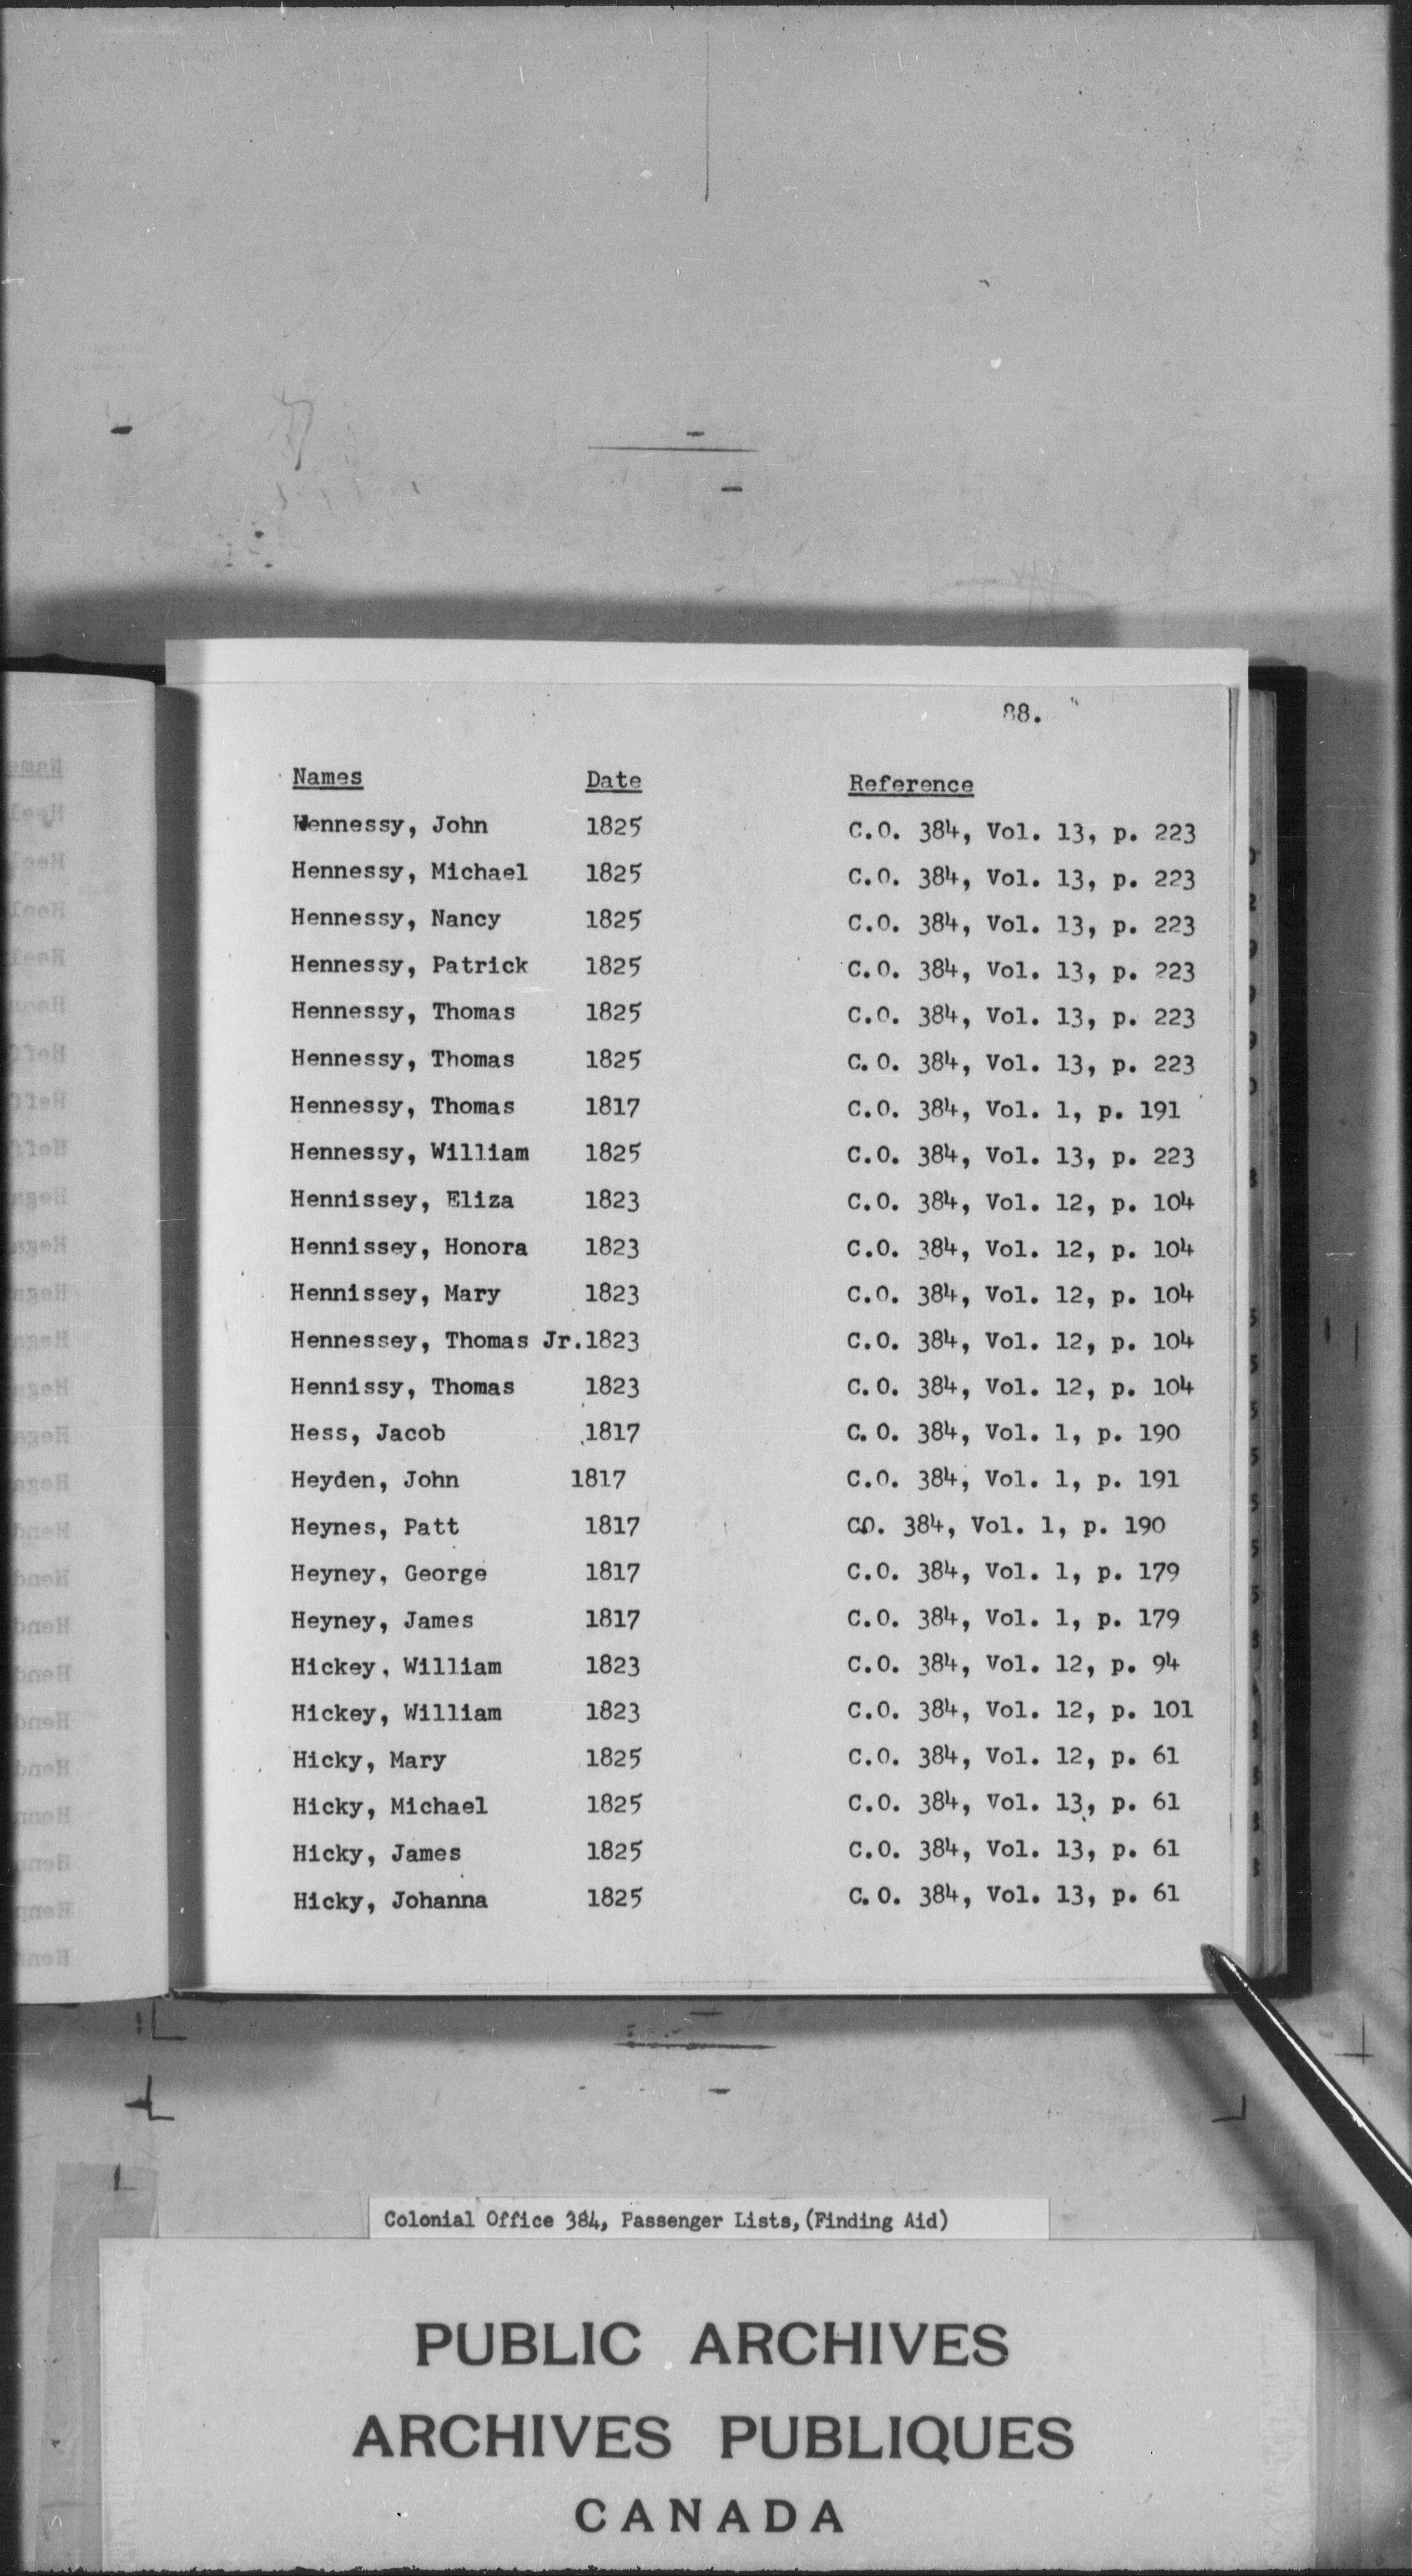 88.
Names Date Reference
Hennessy, John 1825 C.O. 384, Vol. 13, p. 223
Hennessy, Michael 1825 C.O. 384, Vol. 13, p. 223
Hennessy, Nancy 1825 C.O. 384, Vol. 13, p. 223
Hennessy, Patrick 1825 C.O. 384, Vol. 13, p. 223
Hennessy, Thomas 1825 C.O. 384, Vol. 13, p. 223
Hennessy, Thomas 1825 C.O. 384, Vol. 13, p. 223
Hennessy, Thomas 1817 C.O. 384, Vol. 1, p. 191
Hennessy, William 1825 C.O. 384, Vol. 13, p. 223
Hennissey, Eliza 1823 C.O. 384, Vol. 12, p. 104
Hennissey, Honora 1823 C.O. 384, Vol. 12, p. 104
Hennissey, Mary 1823 C.O. 384, Vol. 12, p. 104
Hennessey, Thomas Jr. 1823 C.O. 384, Vol. 12, p. 104
Hennissy, Thomas 1823 C.O. 384, Vol. 12, p. 104
Hess, Jacob 1817 C.O. 384, Vol. 1, p. 190
Heyden, John 1817 C.O. 384, Vol. 1, p. 191
Heynes, Patt 1817 CO. 384, Vol. 1, p. 190
Heyney, George 1817 C.O. 384, Vol. 1, p. 179
Heyney, James 1817 C.O. 384, Vol. 1, p. 179
Hickey, William 1823 C.O. 384, Vol. 12, p. 94
Hickey, William 1823 C.O. 384, Vol. 12, p. 101
Hicky, Mary 1825 C.O. 384, Vol. 12, p. 61
Hicky, Michael 1825 C.O. 384, Vol. 13, p. 61
Hicky, James 1825 C.O. 384, Vol. 13, p. 61
Hicky, Johanna 1825 C.O. 384, Vol. 13, p. 61
Colonial Office 384, Passenger Lists, (Finding Aid)
PUBLIC ARCHIVES
ARCHIVES PUBLIQUES
CANADA